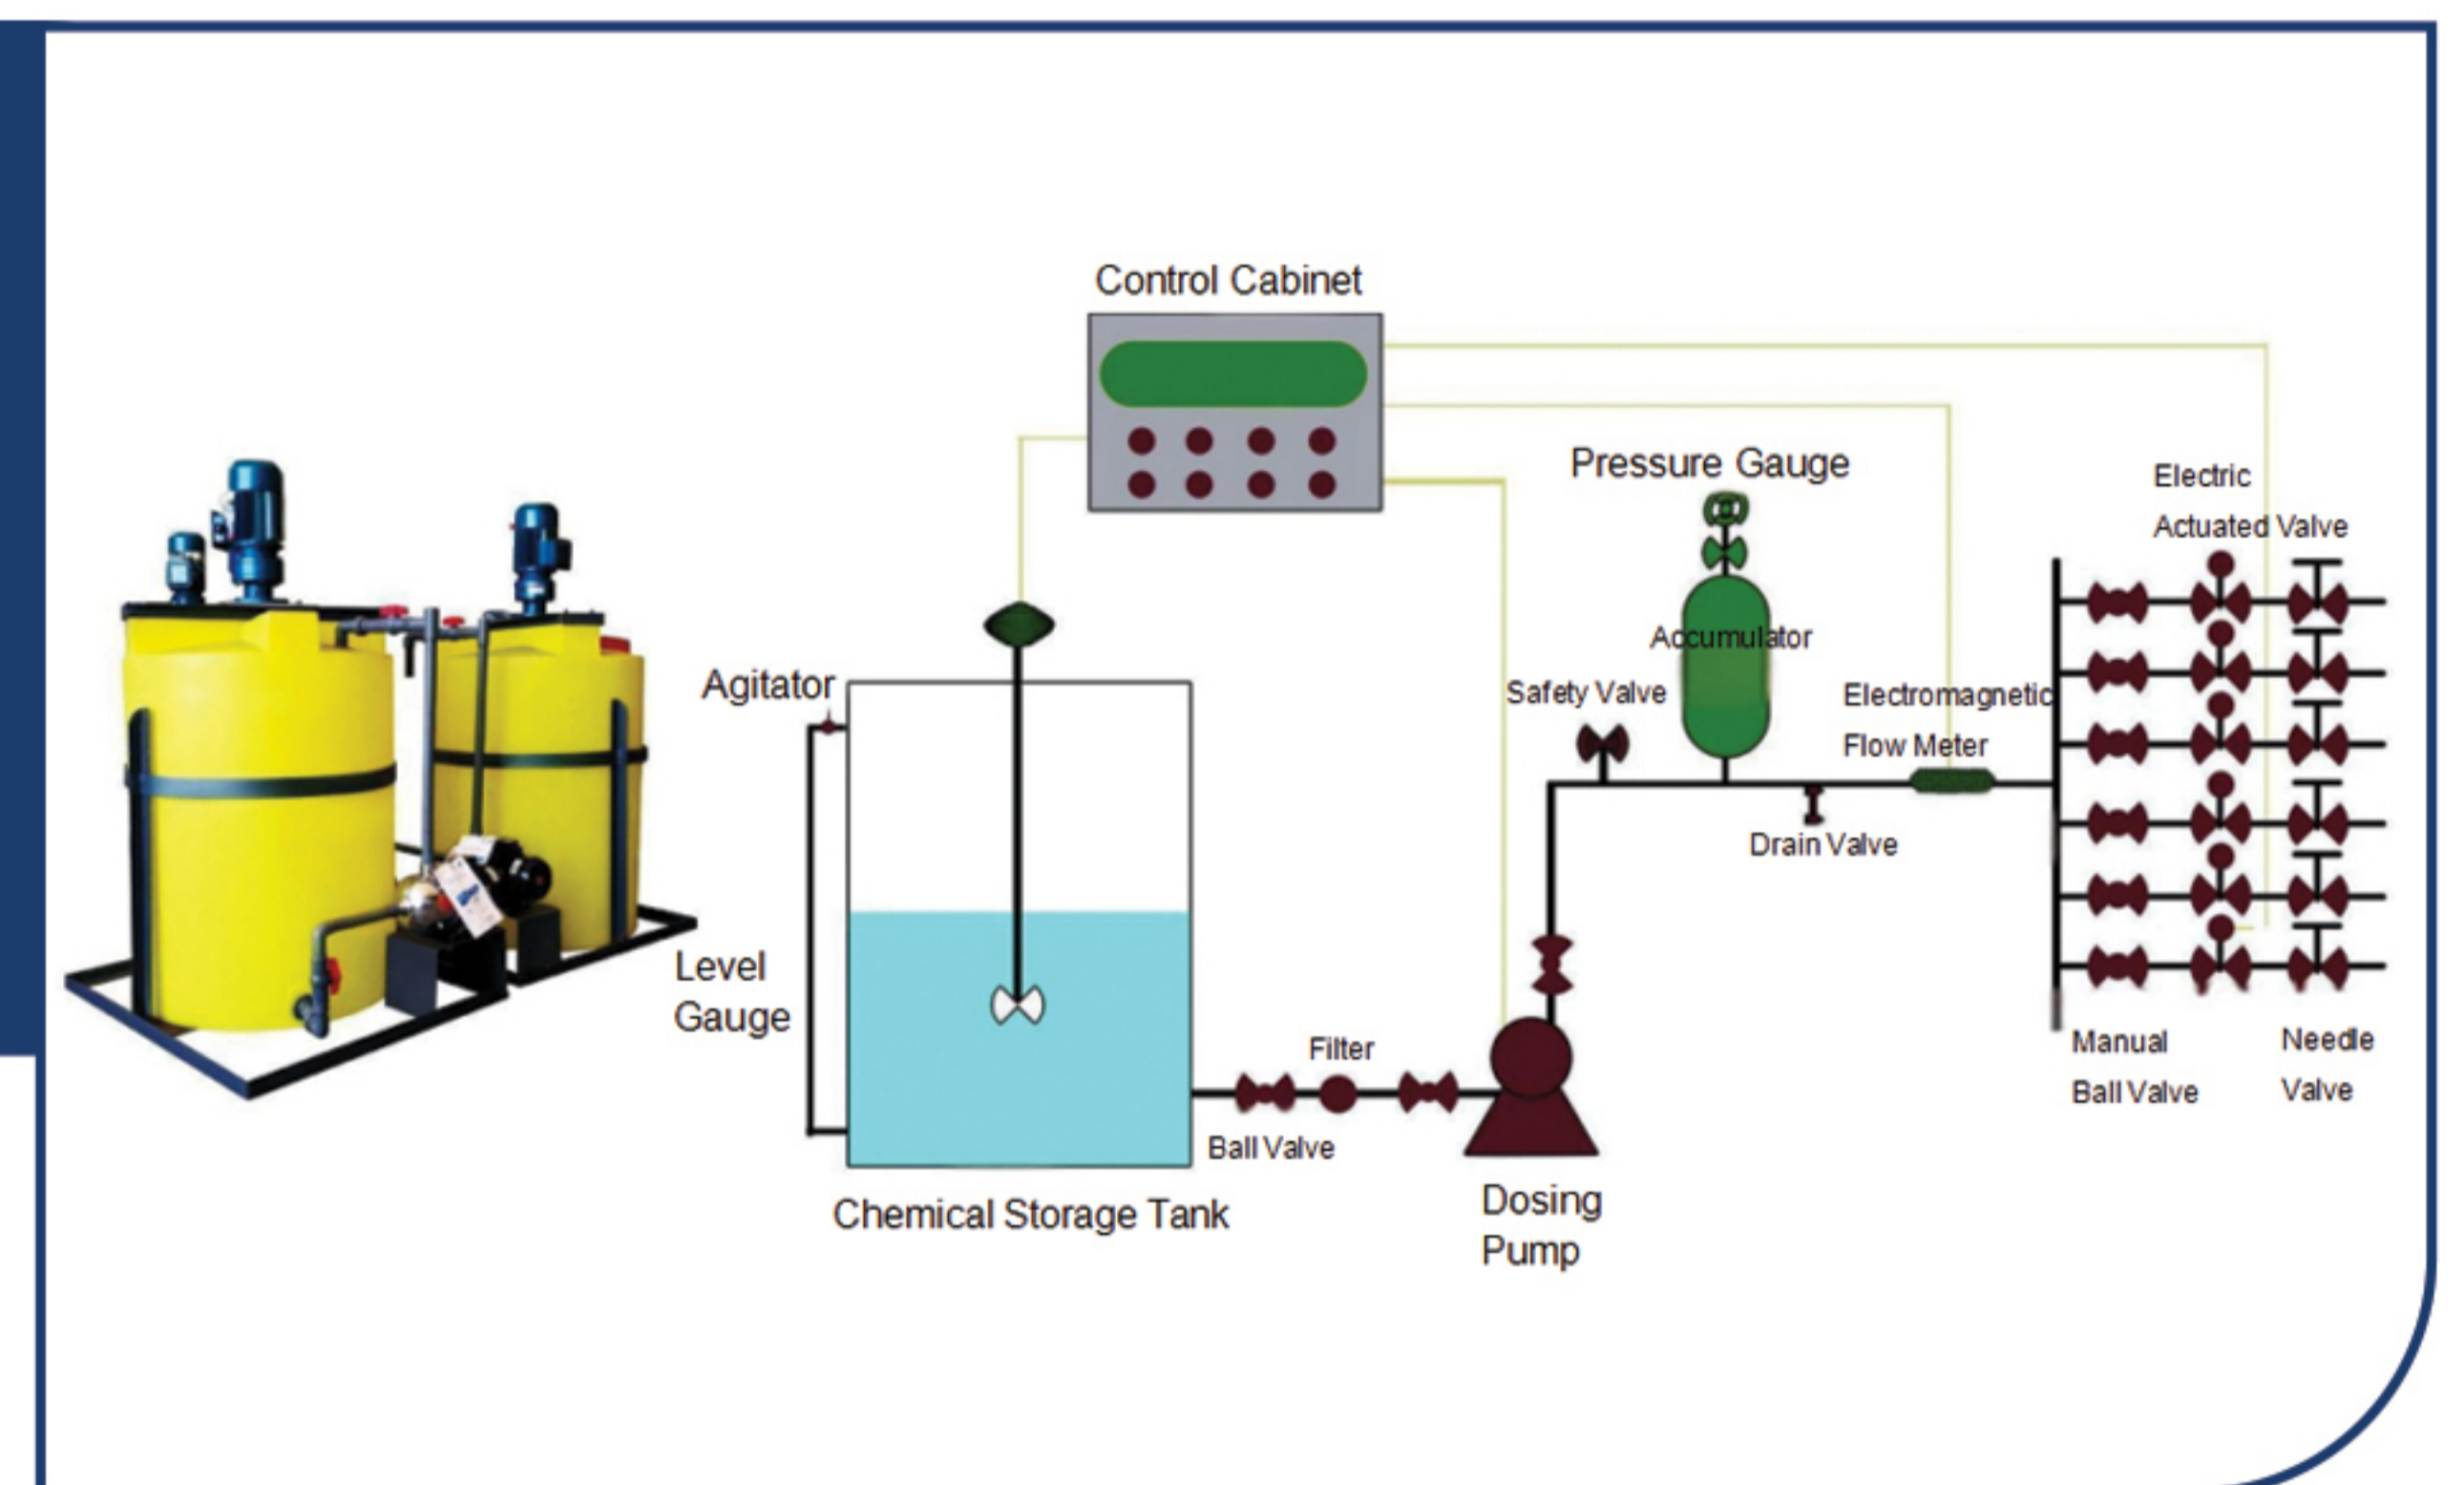 Control Cabinet
Pressure Gauge
Electric
Actuated Valve
Accumulator
Agitator
Safety Valve
Electromagnetic
Flow Meter
Drain Valve
Level
Gauge
Filter
Manual
Ball Valve
Needle
Valve
Ball Valve
Chemical Storage Tank
Dosing
Pump